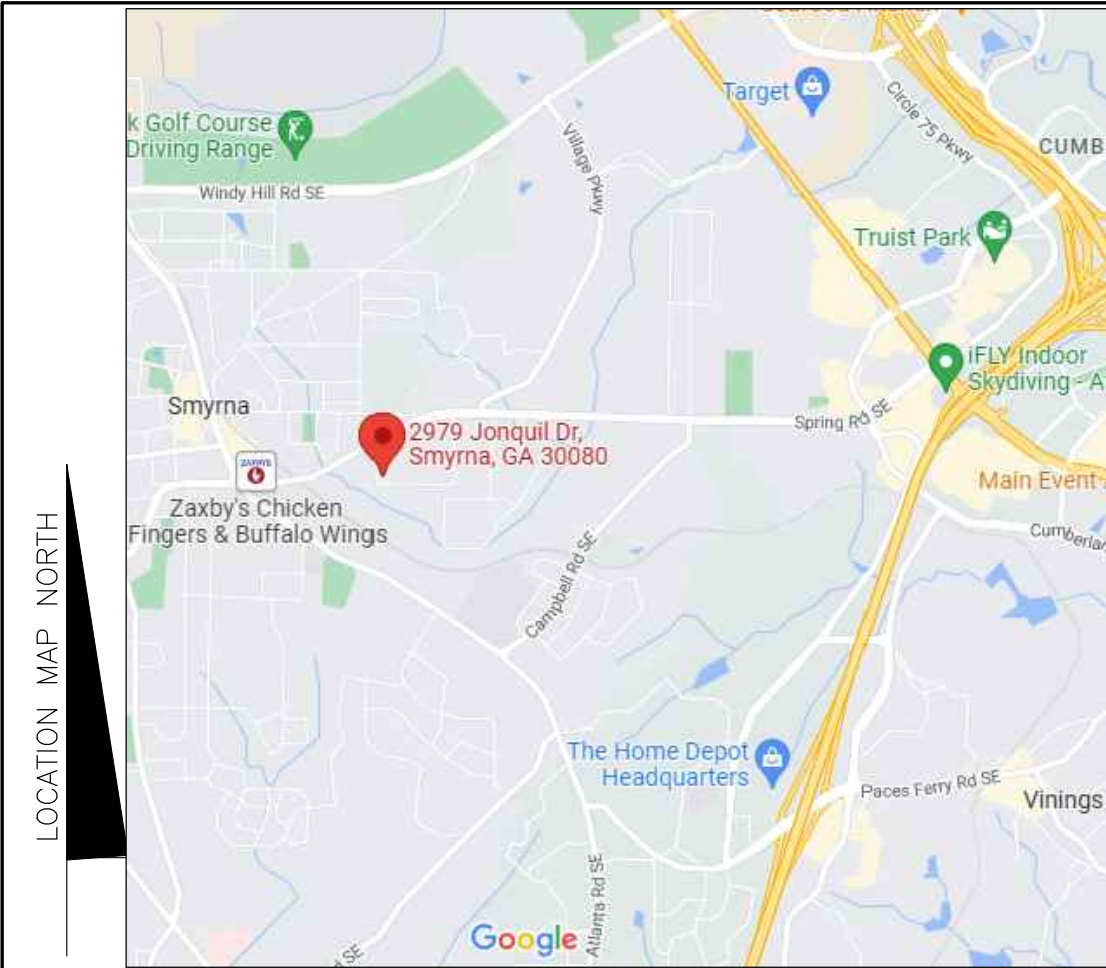 Target
Circle 75 Pkwy
CUMB
k Golf Course
Driving Range
Village Pkwy
Windy Hill Rd SE
Truist Park
iFLY Indoor
Skydiving - A
Smyrna
2979 Jonquil Dr,
Smyrna, GA 30080
Spring Rd SE
ZAXBYS
Zaxby's Chicken
Fingers & Buffalo Wings
Main Event
Cumberlan
Campbell Rd SE
LOCATION MAP NORTH
The Home Depot
Headquarters
Paces Ferry Rd SE
Vinings
Atlanta Rd SE
Google
d SE